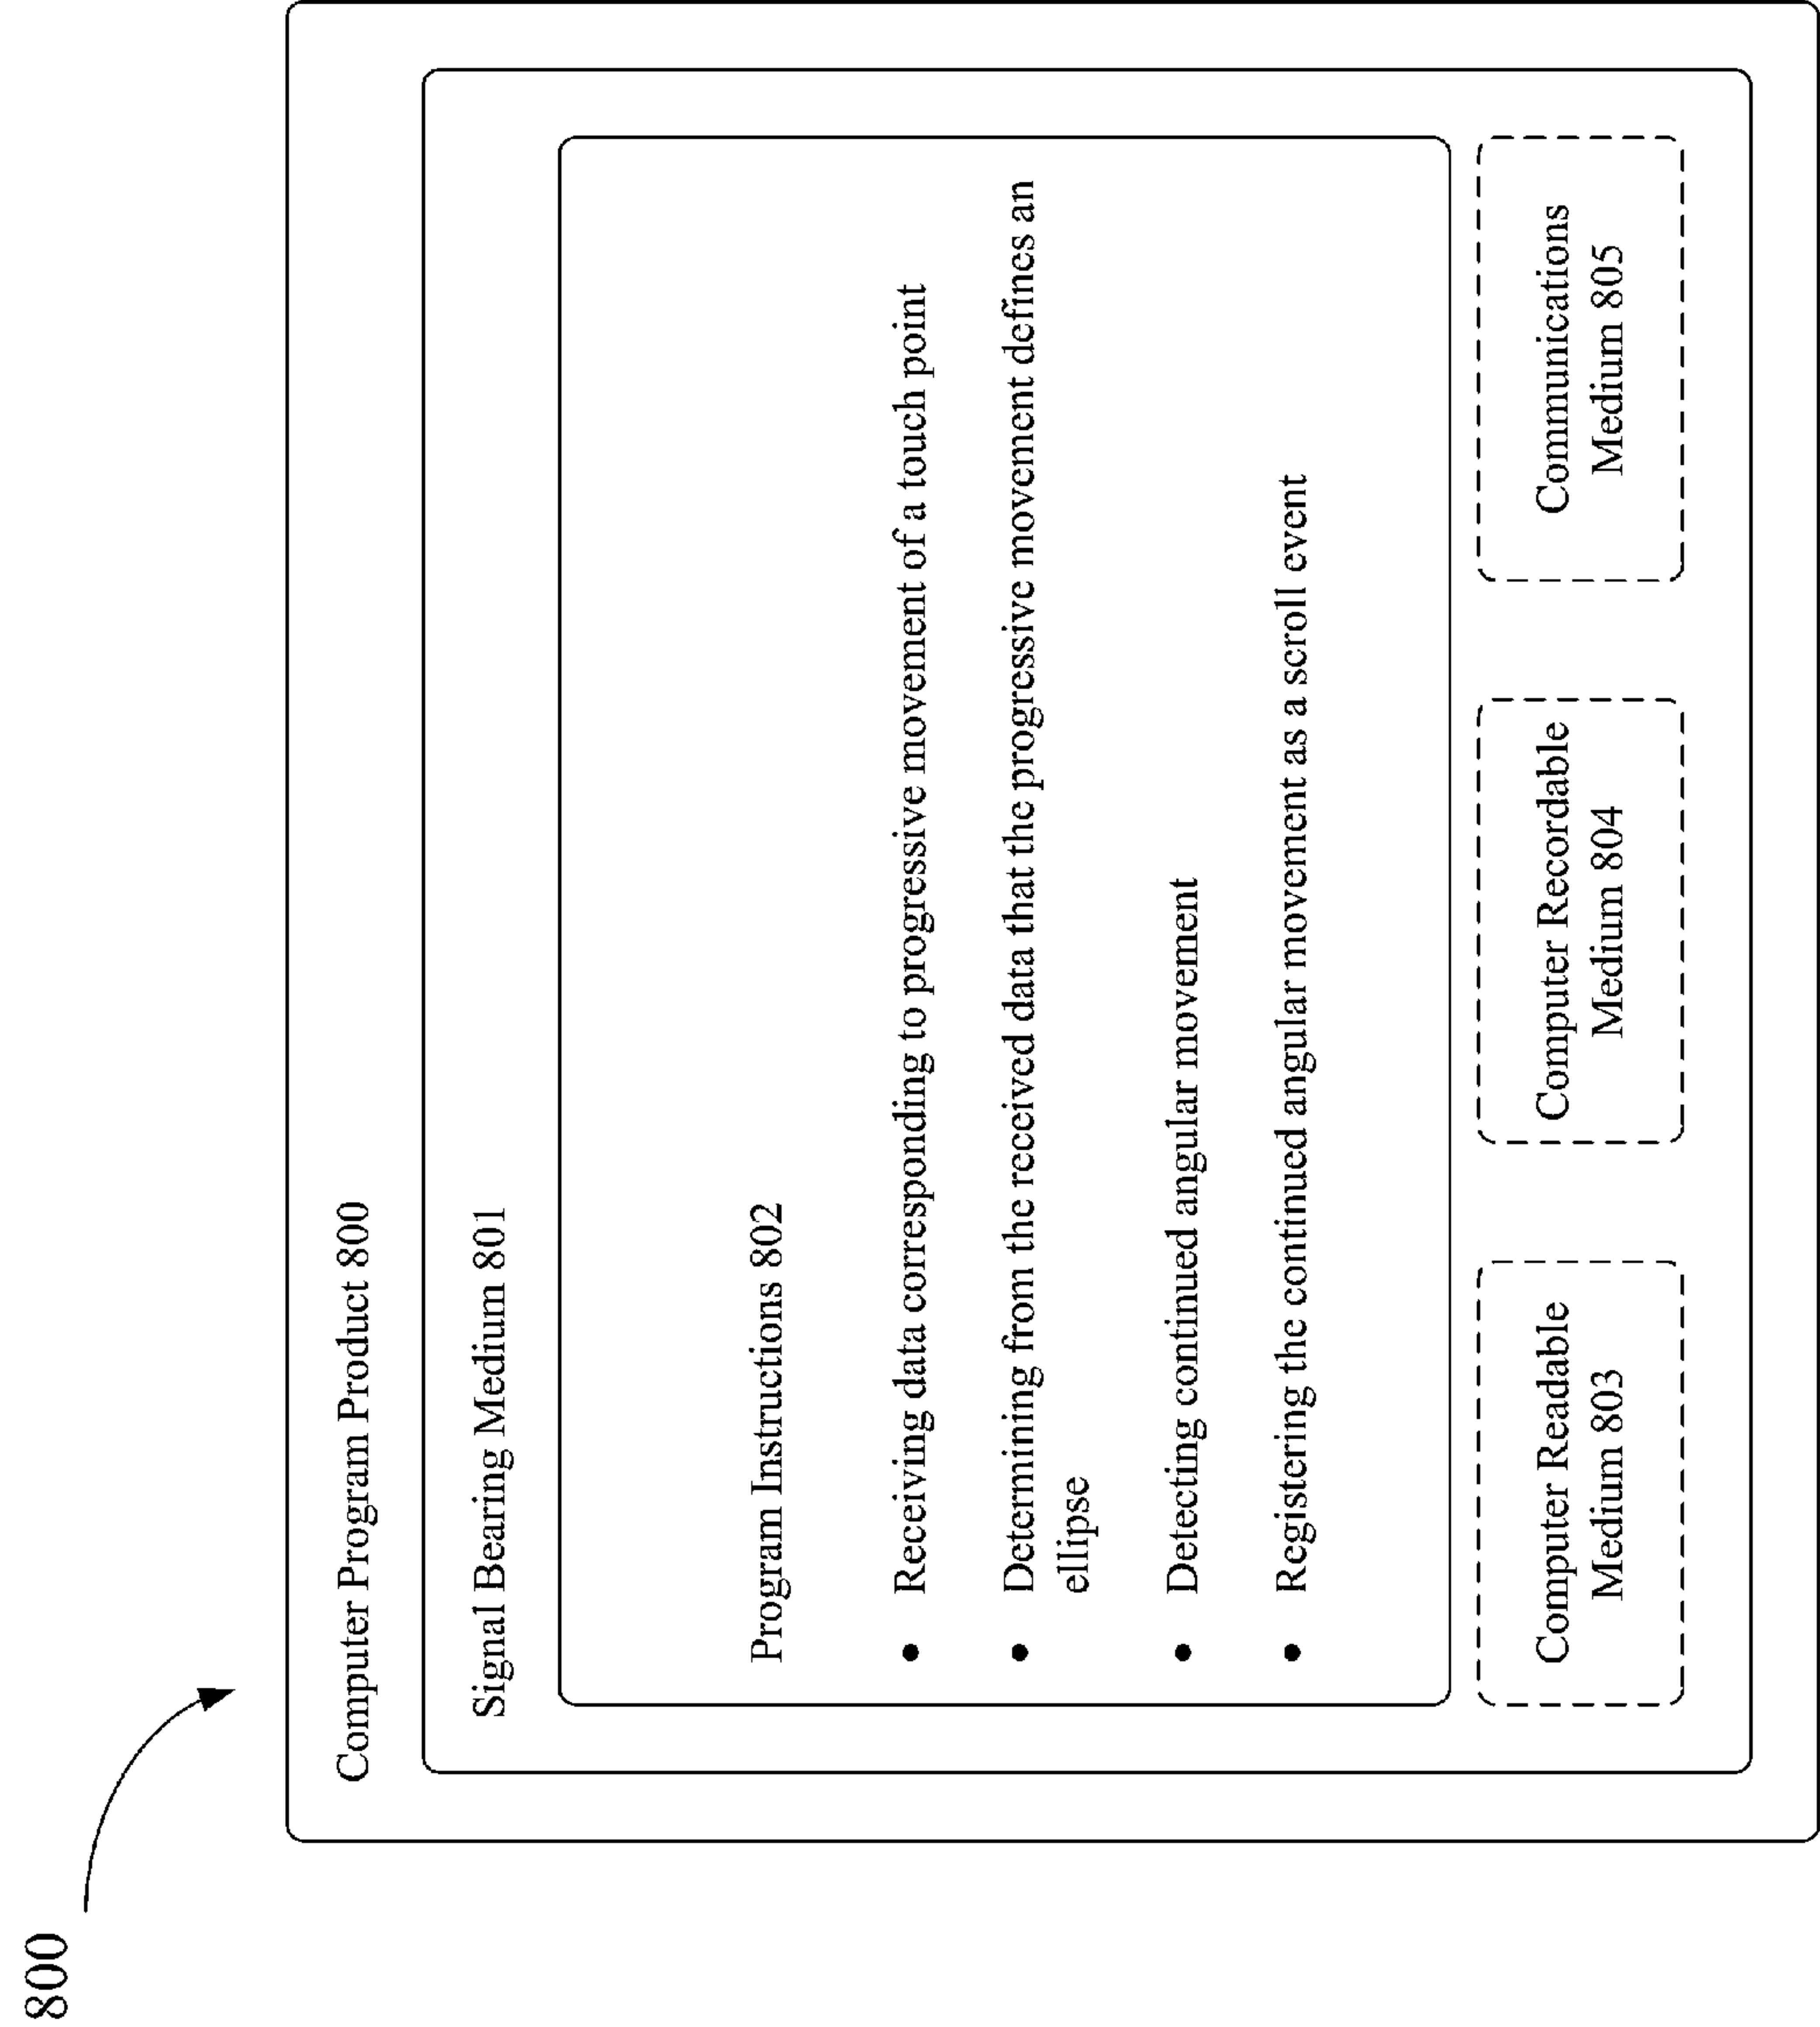 800
Computer Program Product 800
Signal Bearing Medium 801
Program Instructions 802
• Receiving data corresponding to progressive movement of a touch point
• Determining from the received data that the progressive movement defines an
ellipse
• Detecting continued angular movement
• Registering the continued angular movement as a scroll event
Computer Readable
Medium 803
Computer Recordable
Medium 804
Communications
Medium 805